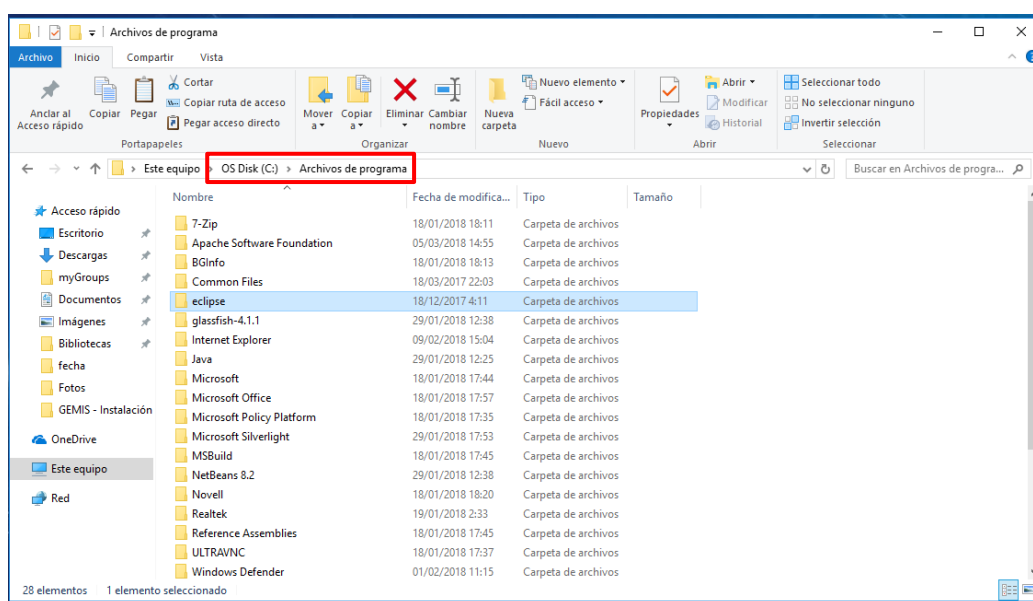 Archivos de programa
Archivo Inicio Compartir Vista
Anclar al Acceso rápido
Copiar
Pegar
Cortar
Copiar ruta de acceso
Pegar acceso directo
Mover a
Copiar a
Eliminar
Cambiar nombre
Nueva carpeta
Nuevo elemento
Fácil acceso
Propiedades
Abrir
Modificar
Historial
Seleccionar todo
No seleccionar ninguno
Invertir selección
Portapapeles Organizar Nuevo Abrir Seleccionar
Este equipo > OS Disk (C:) > Archivos de programa
Buscar en Archivos de progra...
Acceso rápido
Escritorio
Descargas
myGroups
Documentos
Imágenes
Bibliotecas
fecha
Fotos
GEMIS - Instalación
OneDrive
Este equipo
Red
Nombre Fecha de modifica... Tipo Tamaño
7-Zip 18/01/2018 18:11 Carpeta de archivos
Apache Software Foundation 05/03/2018 14:55 Carpeta de archivos
BGInfo 18/01/2018 18:13 Carpeta de archivos
Common Files 18/03/2017 22:03 Carpeta de archivos
eclipse 18/12/2017 4:11 Carpeta de archivos
glassfish-4.1.1 29/01/2018 12:38 Carpeta de archivos
Internet Explorer 09/02/2018 15:04 Carpeta de archivos
Java 29/01/2018 12:25 Carpeta de archivos
Microsoft 18/01/2018 17:44 Carpeta de archivos
Microsoft Office 18/01/2018 17:57 Carpeta de archivos
Microsoft Policy Platform 18/01/2018 17:35 Carpeta de archivos
Microsoft Silverlight 29/01/2018 17:53 Carpeta de archivos
MSBuild 18/01/2018 17:45 Carpeta de archivos
NetBeans 8.2 29/01/2018 12:38 Carpeta de archivos
Novell 18/01/2018 18:20 Carpeta de archivos
Realtek 19/01/2018 2:33 Carpeta de archivos
Reference Assemblies 18/01/2018 17:45 Carpeta de archivos
ULTRAVNC 18/01/2018 17:37 Carpeta de archivos
Windows Defender 01/02/2018 11:15 Carpeta de archivos
28 elementos 1 elemento seleccionado